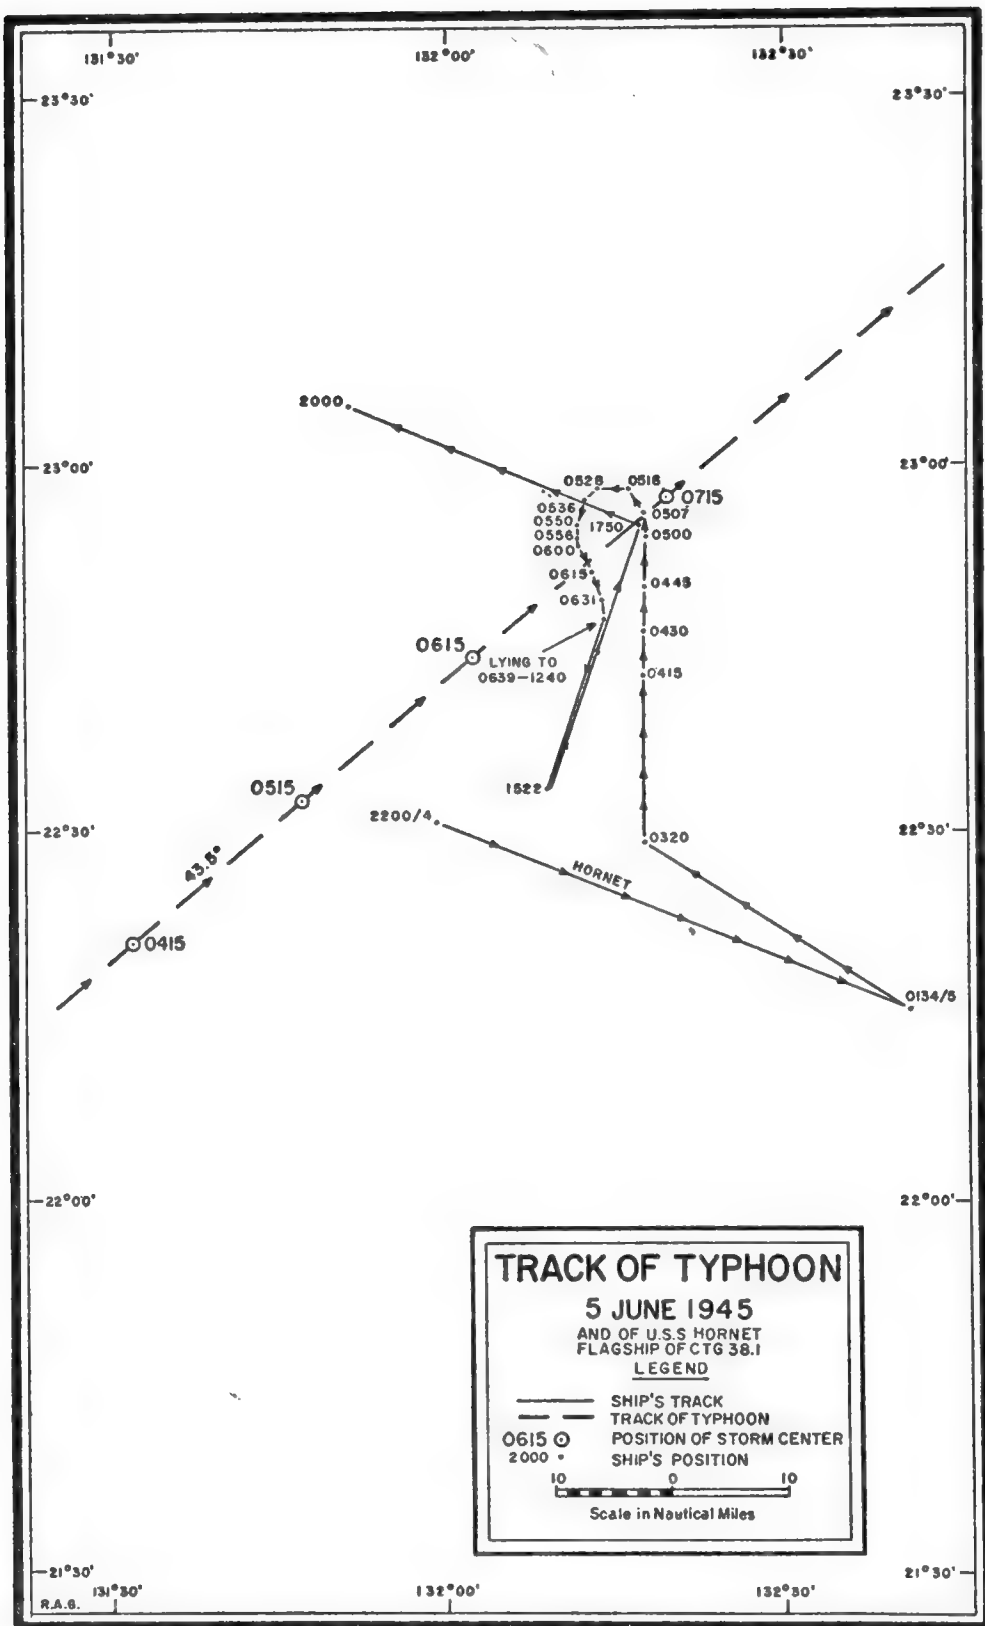 131°30'
132°00'
132°30'
23°30'
23°30'
2000
23°00'
23°00'
0528
0516
0715
0536
0507
0550
1750
0500
0556
0600
0615
0445
0631
0430
0615
LYING TO
0639-1240
0415
0515
1522
2200/4
22°30'
22°30'
0320
43.5°
HORNET
0415
0134/5
22°00'
22°00'
TRACK OF TYPHOON
5 JUNE 1945
AND OF U.S.S HORNET
FLAGSHIP OF CTG 38.1
LEGEND
SHIP'S TRACK
TRACK OF TYPHOON
0615 POSITION OF STORM CENTER
2000 SHIP'S POSITION
10 0 10
Scale in Nautical Miles
21°30'
21°30'
131°30'
132°00'
132°30'
R.A.G.